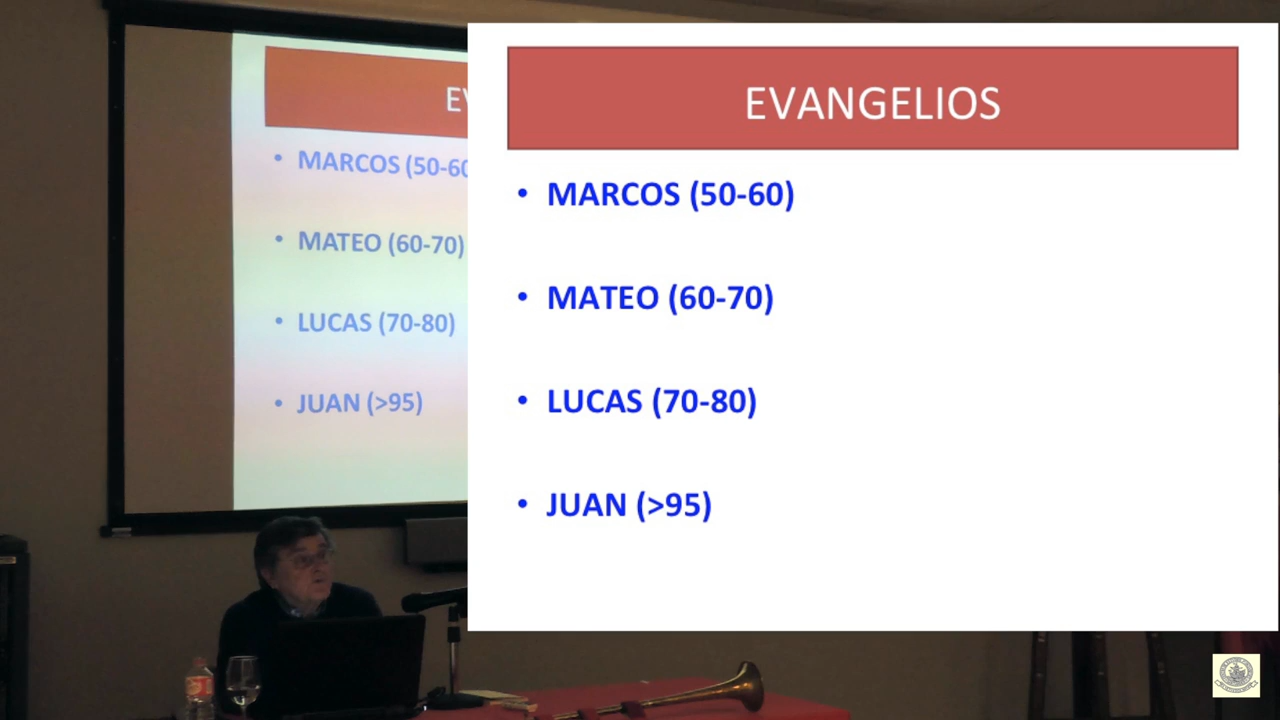 EVANGELIOS
• MARCOS (50-60)
• MATEO (60-70)
• LUCAS (70-80)
• JUAN (>95)
EV
• MARCOS (50-60
• MATEO (60-70)
• LUCAS (70-80)
• JUAN (>95)